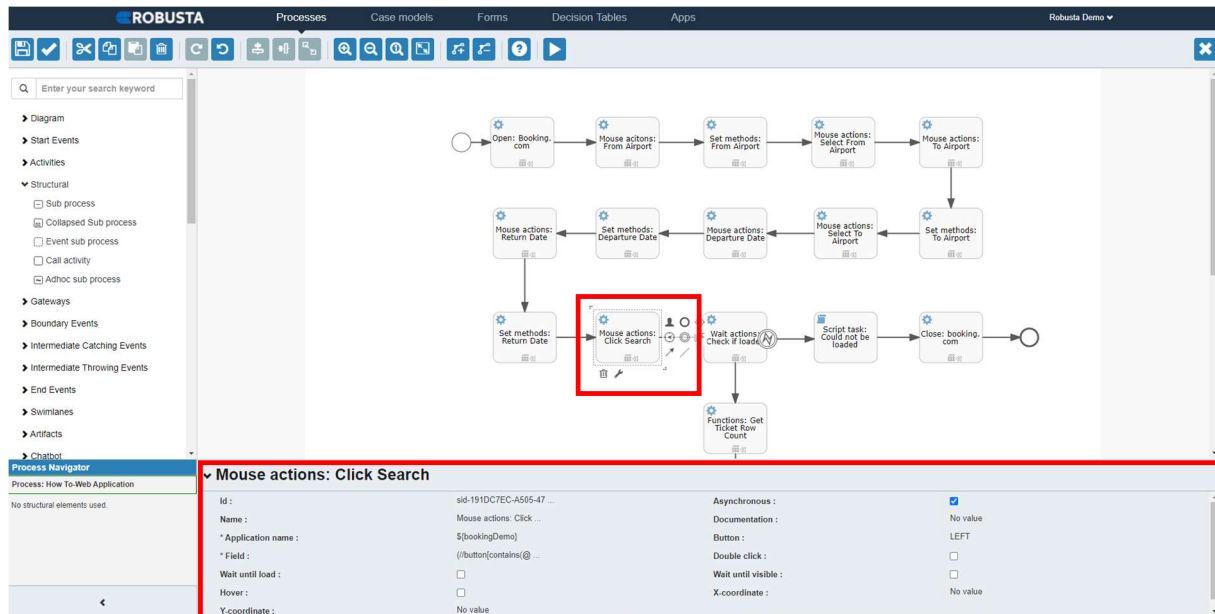 ROBUSTA
Processes
Case models
Forms
Decision Tables
Apps
Robusta Demo
Enter your search keyword
Diagram
Start Events
Activities
Structural
Sub process
Collapsed Sub process
Event sub process
Call activity
Adhoc sub process
Gateways
Boundary Events
Intermediate Catching Events
Intermediate Throwing Events
End Events
Swimlanes
Artifacts
Chatbot
Open: Booking.
com
Mouse acitons:
From Airport
Set methods:
From Airport
Mouse actions:
Select From
Airport
Mouse actions:
To Airport
Mouse actions:
Return Date
Set methods:
Departure Date
Mouse actions:
Departure Date
Mouse actions:
Select To
Airport
Set methods:
To Airport
Set methods:
Return Date
Mouse actions:
Click Search
Wait actions:
Check if loade
Script task:
Could not be
loaded
Close: booking.
com
Functions: Get
Ticket Row
Count
Process Navigator
Process: How To-Web Application
No structural elements used.
Mouse actions: Click Search
Id :
sid-191DC7EC-A505-47 ...
Asynchronous :
Name :
Mouse actions: Click ...
Documentation :
No value
* Application name :
${bookingDemo}
Button :
LEFT
* Field :
(//button[contains(@ ...
Double click :
Wait until load :
Wait until visible :
Hover :
X-coordinate :
No value
Y-coordinate :
No value